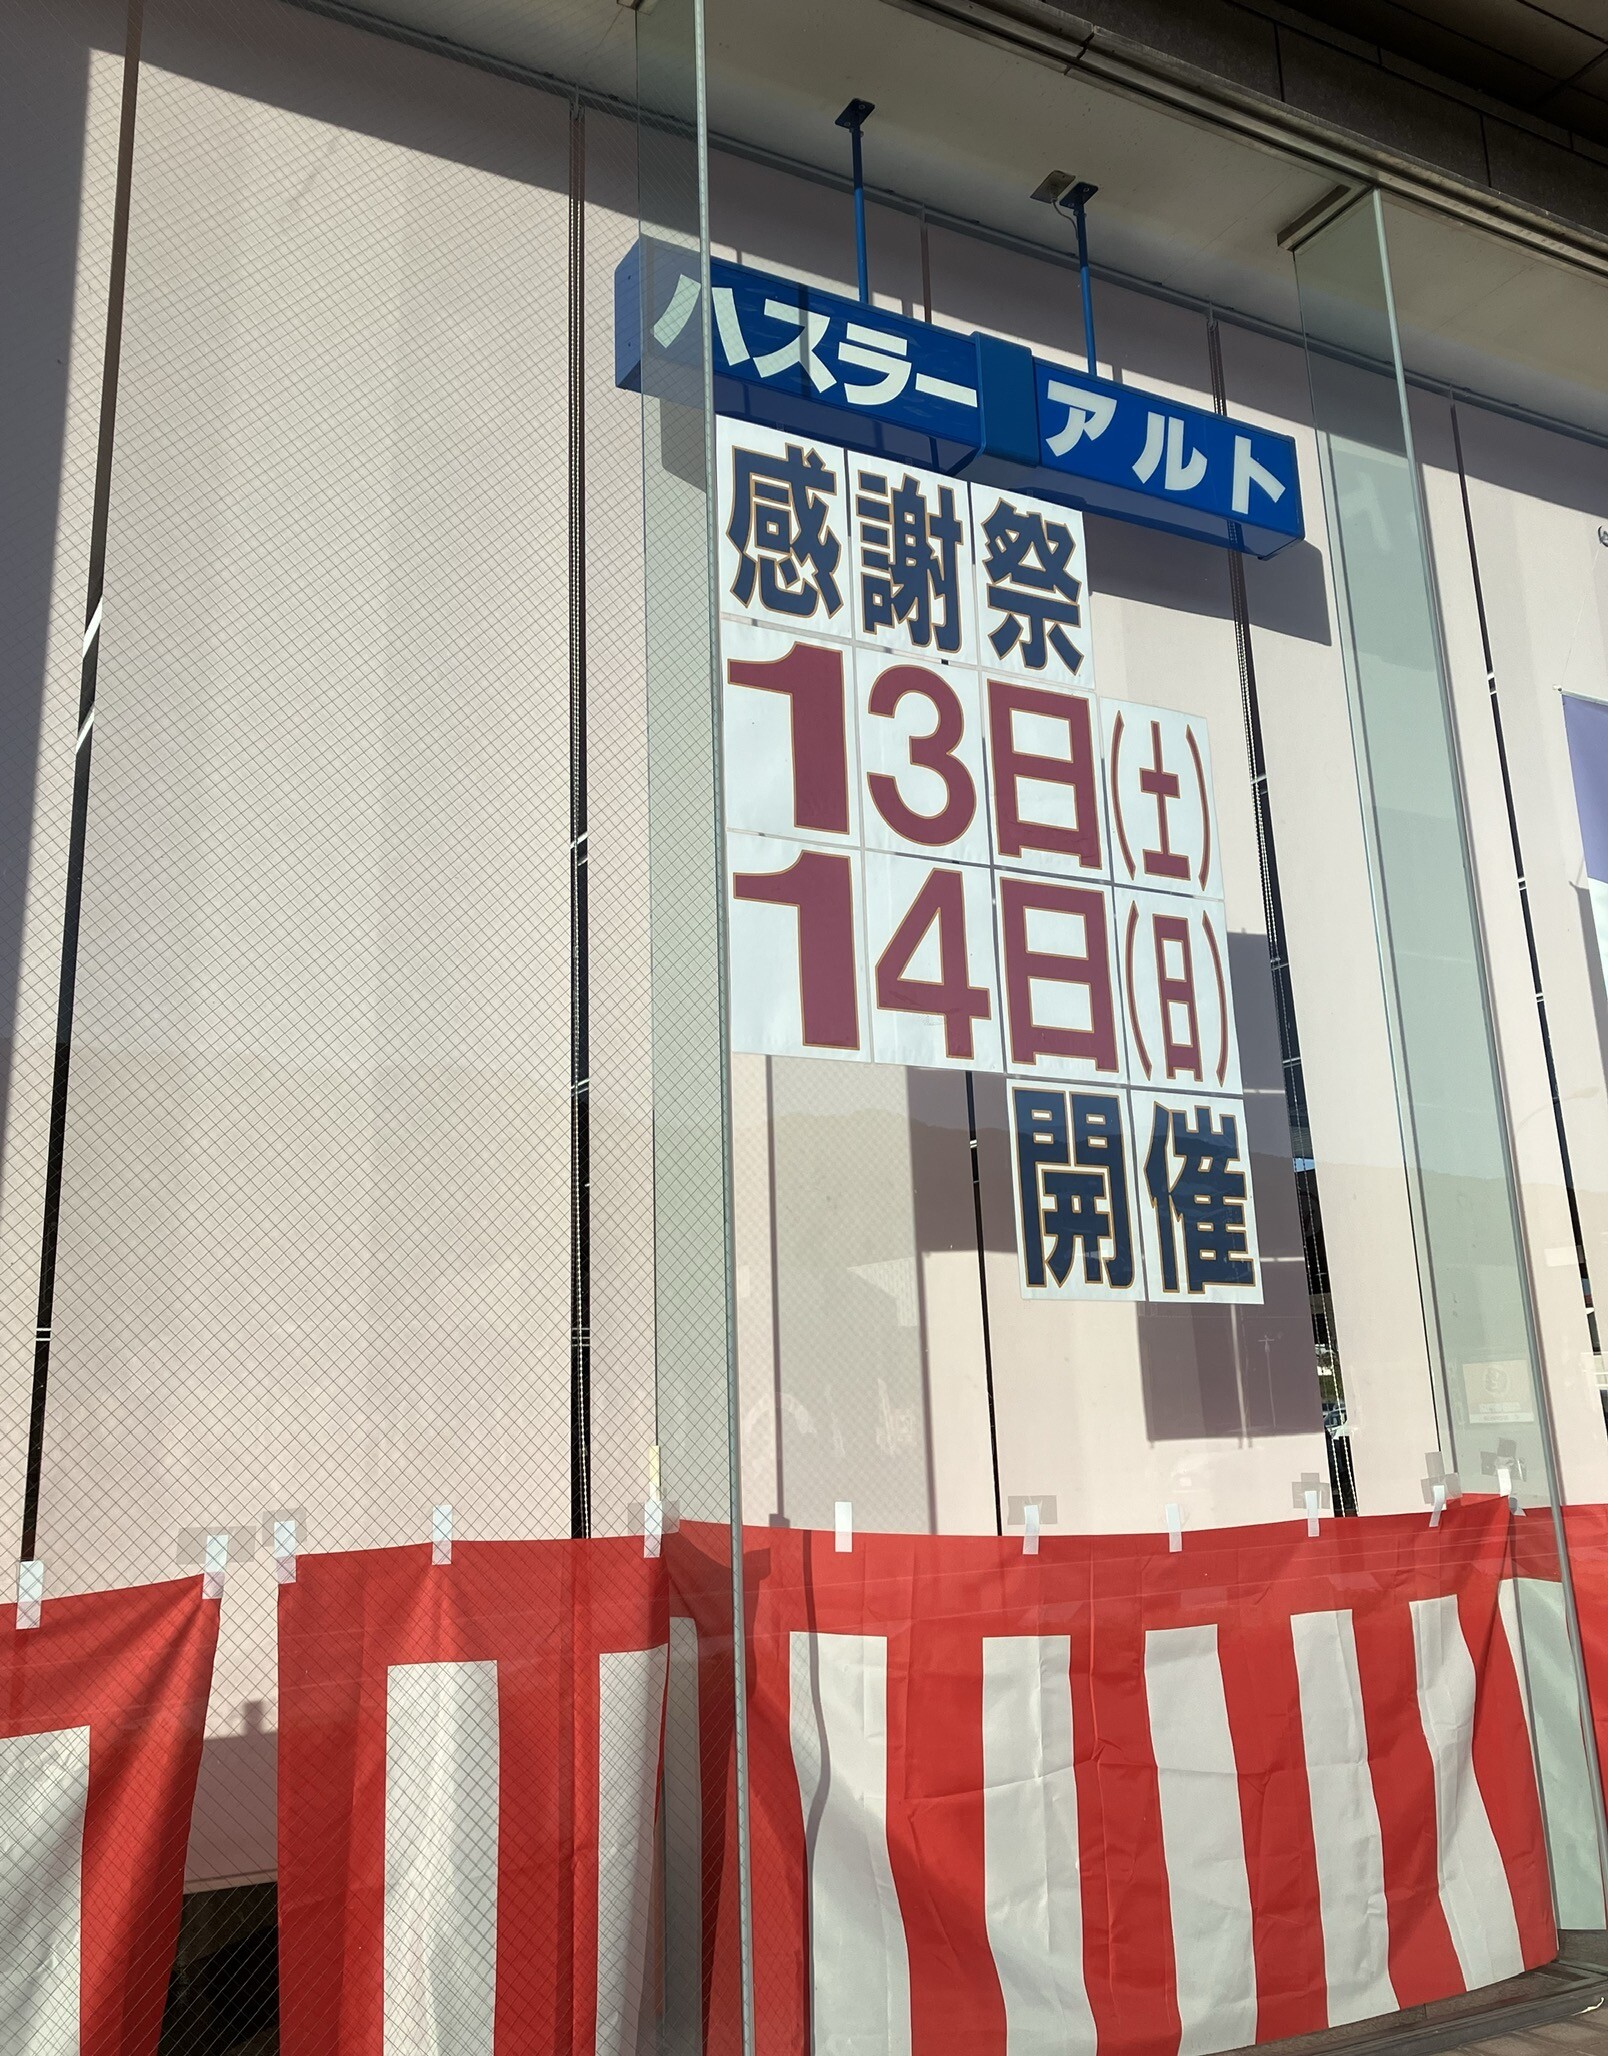 ハスラー アルト
感謝祭
13日(土)
14日(日)
開催